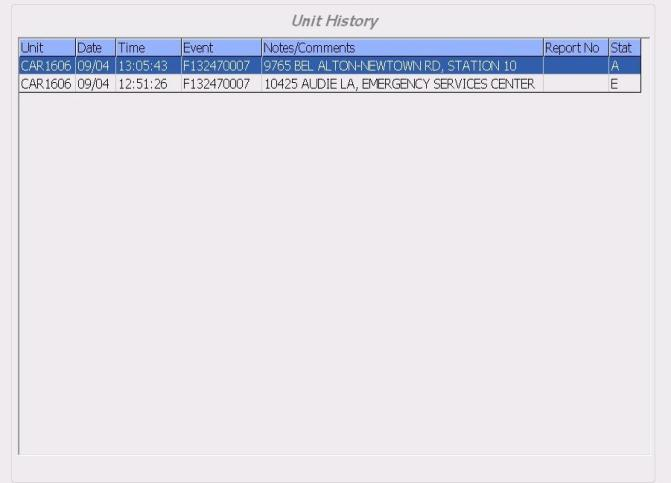 Unit History
Unit Date Time Event Notes/Comments Report No Stat
CAR1606 09/04 13:05:43 F132470007 9765 BEL ALTON-NEWTOWN RD, STATION 10 A
CAR1606 09/04 12:51:26 F132470007 10425 AUDIE LA, EMERGENCY SERVICES CENTER E